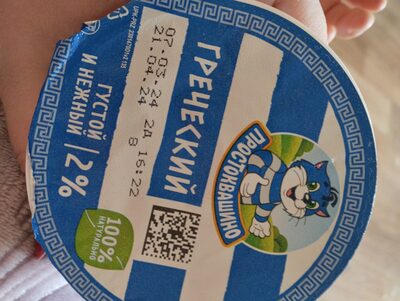 ПРОСТОКВАШИНО
ГРЕЧЕСКИЙ
07.03.24 2Д 16:22
21.04.24 8
ГУСТОЙ
И НЕЖНЫЙ
2%
100%
НАТУРАЛЬНО